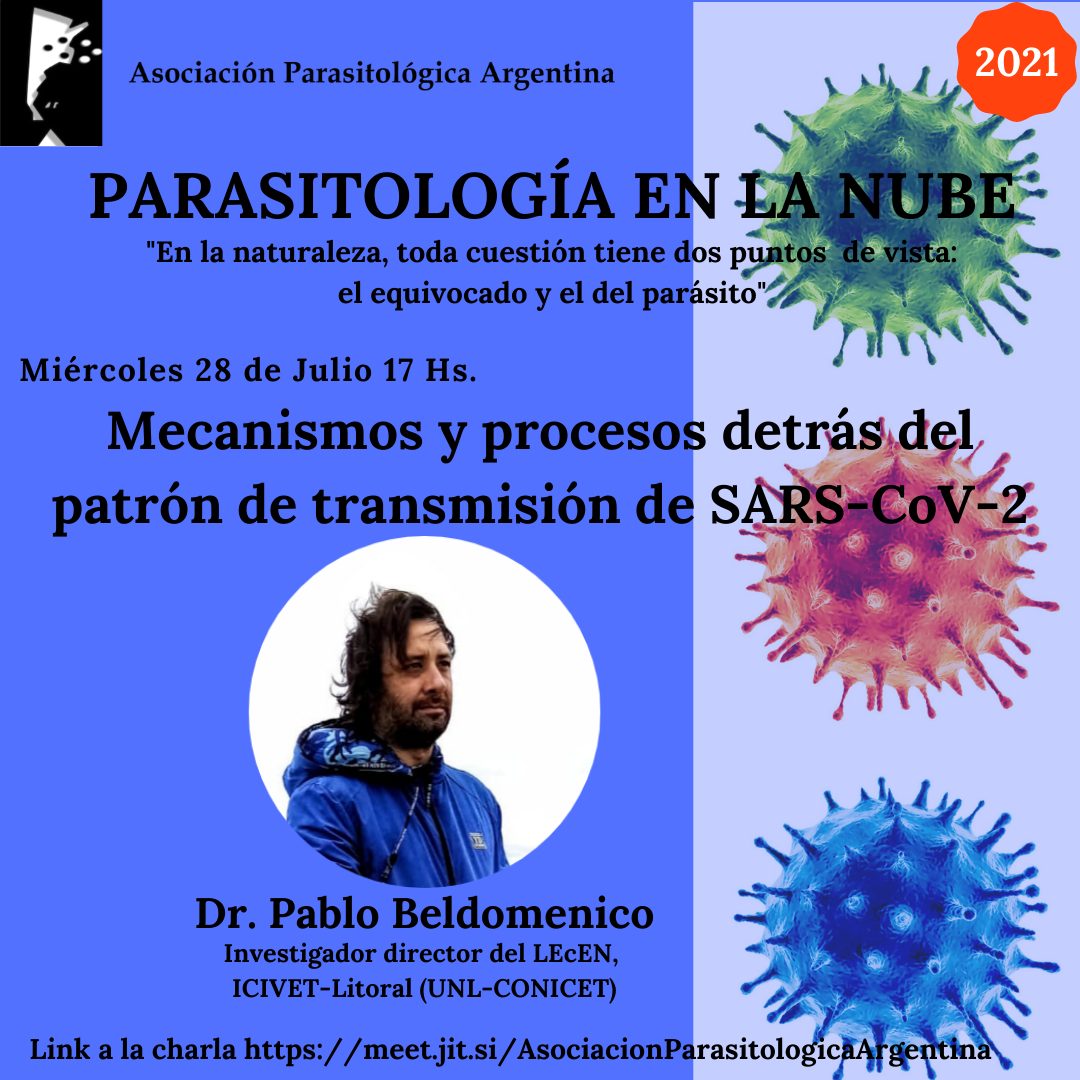 2021
Asociación Parasitológica Argentina
PARASITOLOGÍA EN LA NUBE
"En la naturaleza, toda cuestión tiene dos puntos de vista:
el equivocado y el del parásito"
Miércoles 28 de Julio 17 Hs.
Mecanismos y procesos detrás del
patrón de transmisión de SARS-CoV-2
Dr. Pablo Beldomenico
Investigador director del LEcEN,
ICIVET-Litoral (UNL-CONICET)
Link a la charla https://meet.jit.si/AsociacionParasitologicaArgentina